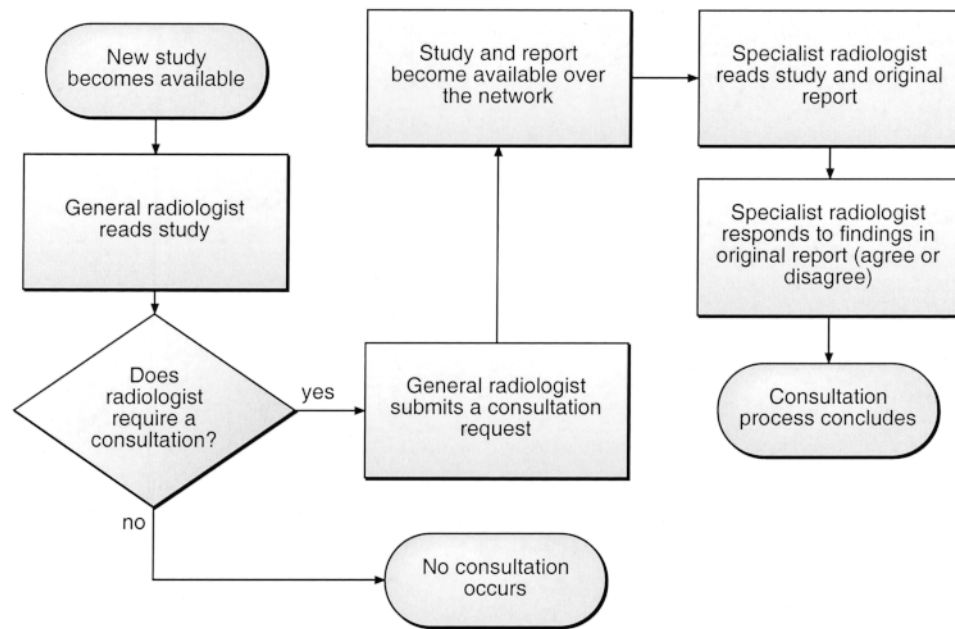 New study
becomes available
General radiologist
reads study
Does
radiologist
require a
consultation?
yes
no
General radiologist
submits a consultation
request
No consultation
occurs
Study and report
become available over
the network
Specialist radiologist
reads study and original
report
Specialist radiologist
responds to findings in
original report (agree or
disagree)
Consultation
process concludes